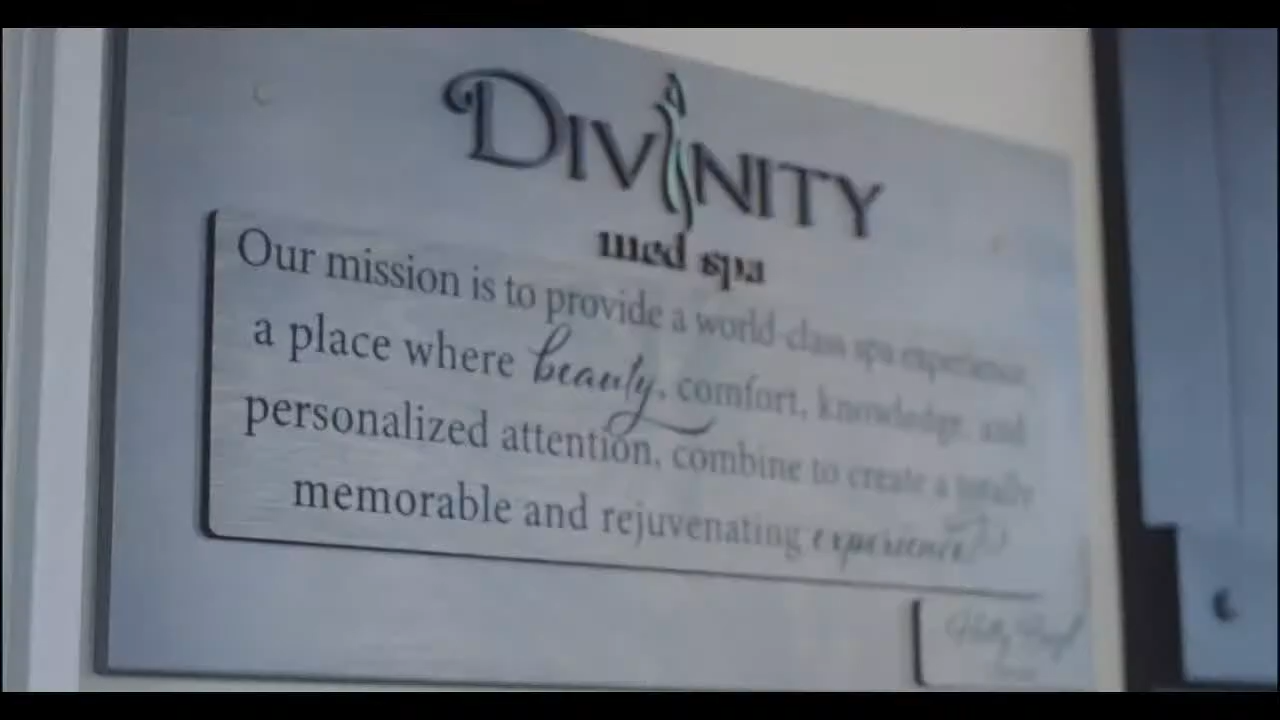 DIVINITY
med spa
Our mission is to provide a world-class spa experience
a place where beauty, comfort, knowledge, and
personalized attention, combine to create a totally
memorable and rejuvenating experience